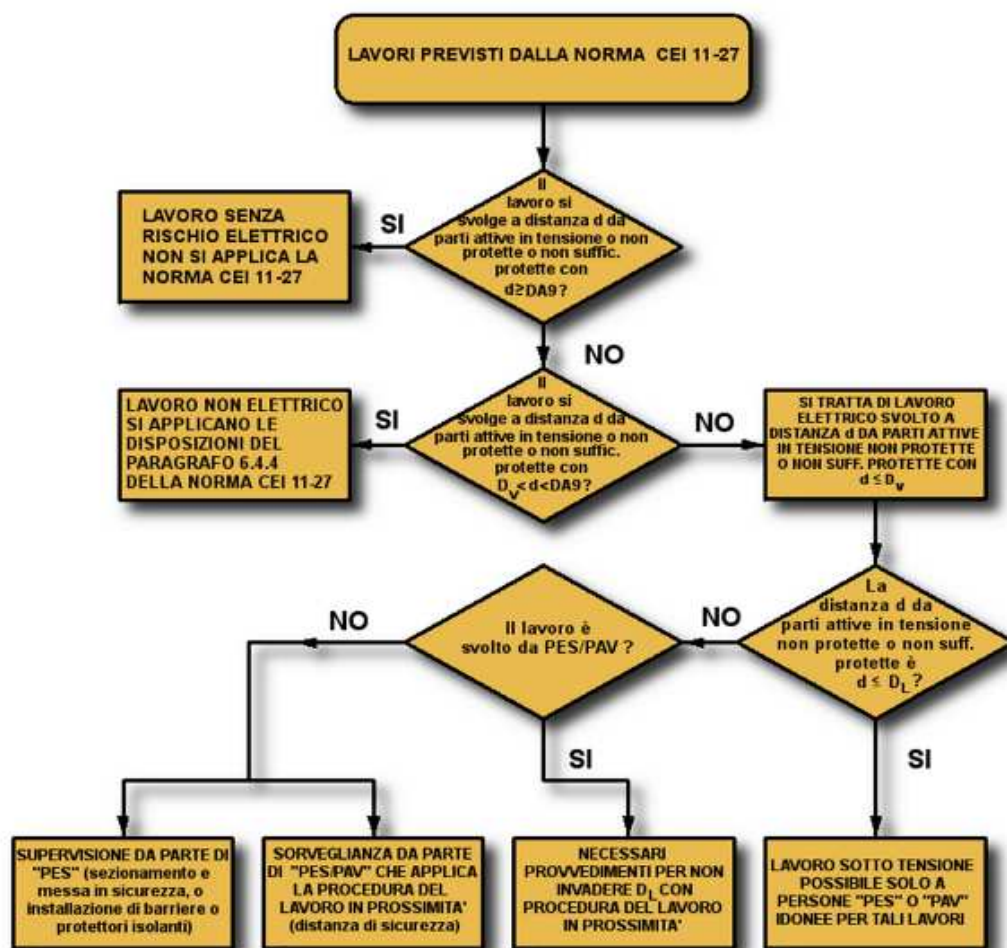 LAVORI PREVISTI DALLA NORMA CEI 11-27
Il
lavoro si
svolge a distanza d da
parti attive in tensione o non
protette o non suffic.
protette con
d≥DA9?
SI
LAVORO SENZA
RISCHIO ELETTRICO
NON SI APPLICA LA
NORMA CEI 11-27
NO
Il
lavoro si
svolge a distanza d da
parti attive in tensione o non
protette o non suffic.
protette con
Dv<d<DA9?
SI
LAVORO NON ELETTRICO
SI APPLICANO LE
DISPOSIZIONI DEL
PARAGRAFO 6.4.4
DELLA NORMA CEI 11-27
NO
SI TRATTA DI LAVORO
ELETTRICO SVOLTO A
DISTANZA d DA PARTI ATTIVE
IN TENSIONE NON PROTETTE
O NON SUFF. PROTETTE CON
d ≤ Dv
La
distanza d da
parti attive in tensione
non protette o non suff.
protette è
d ≤ DL?
NO
Il lavoro è
svolto da PES/PAV ?
NO
SI
SI
SUPERVISIONE DA PARTE DI
"PES" (sezionamento e
messa in sicurezza, o
installazione di barriere o
protettori isolanti)
SORVEGLIANZA DA PARTE
DI "PES/PAV" CHE APPLICA
LA PROCEDURA DEL
LAVORO IN PROSSIMITA'
(distanza di sicurezza)
NECESSARI
PROVVEDIMENTI PER NON
INVADERE DL CON
PROCEDURA DEL LAVORO
IN PROSSIMITA'
LAVORO SOTTO TENSIONE
POSSIBILE SOLO A
PERSONE "PES" O "PAV"
IDONEE PER TALI LAVORI